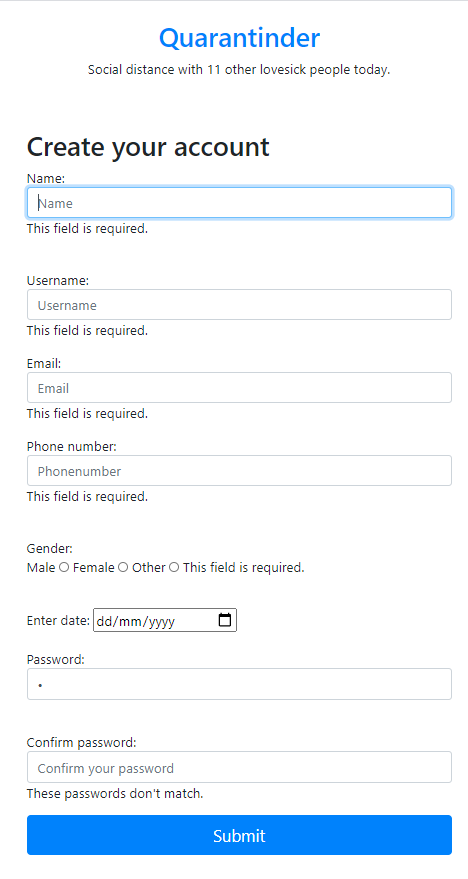 Quarantinder
Social distance with 11 other lovesick people today.
Create your account
Name:
Name
This field is required.
Username:
Username
This field is required.
Email:
Email
This field is required.
Phone number:
Phonenumber
This field is required.
Gender:
Male Female Other This field is required.
Enter date: dd/mm/yyyy
Password:
•
Confirm password:
Confirm your password
These passwords don't match.
Submit